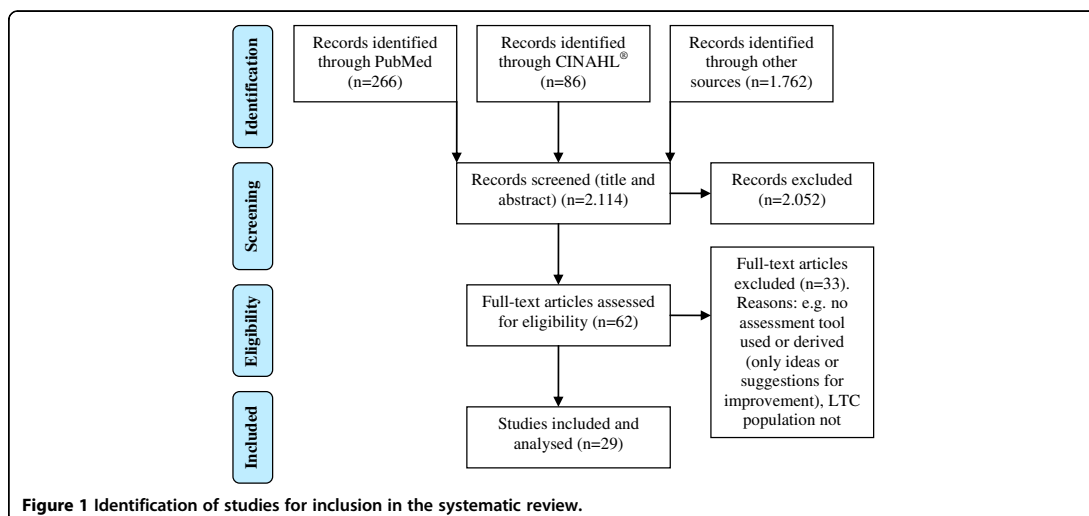 Identification
Records identified
through PubMed
(n=266)
Records identified
through CINAHL®
(n=86)
Records identified
through other
sources (n=1.762)
Screening
Records screened (title and
abstract) (n=2.114)
Records excluded
(n=2.052)
Eligibility
Full-text articles assessed
for eligibility (n=62)
Full-text articles
excluded (n=33).
Reasons: e.g. no
assessment tool
used or derived
(only ideas or
suggestions for
improvement), LTC
population not
Included
Studies included and
analysed (n=29)
Figure 1 Identification of studies for inclusion in the systematic review.